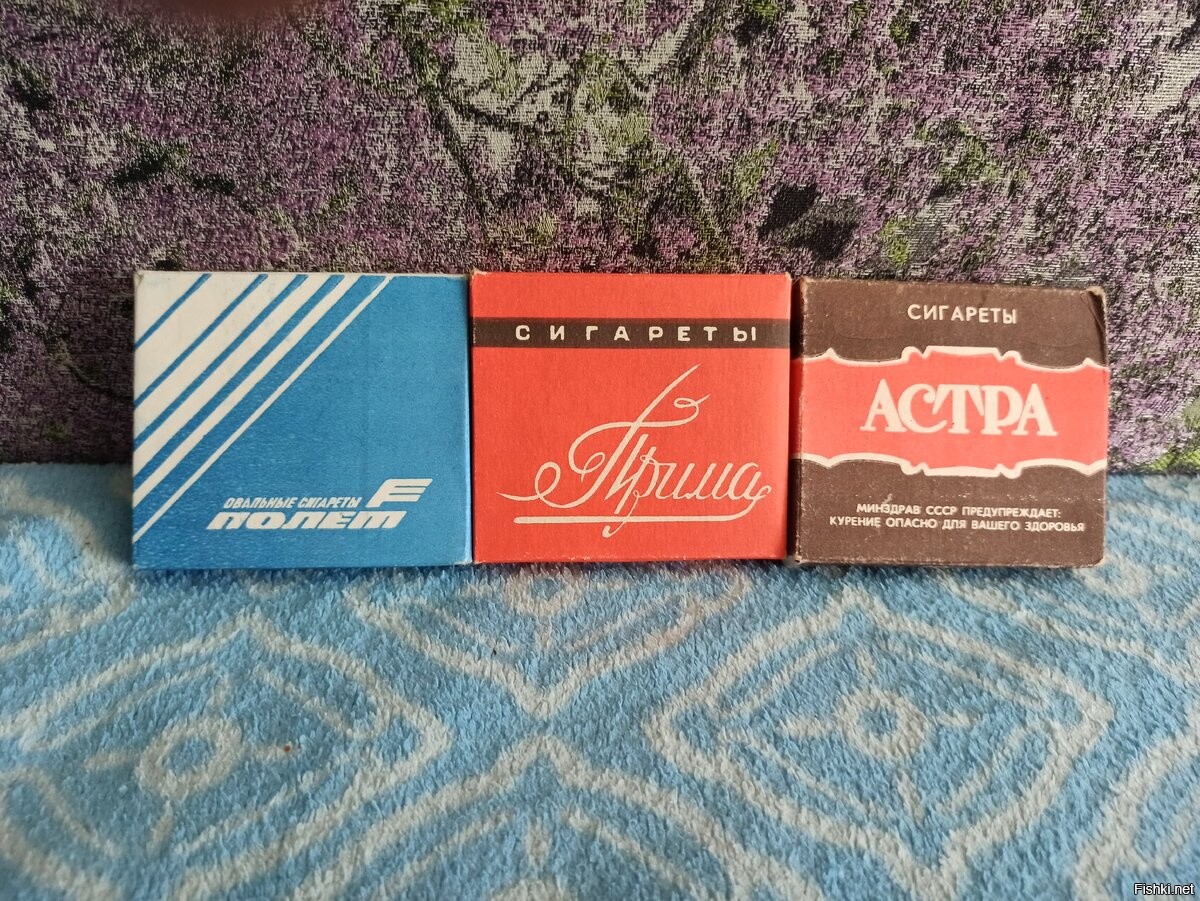 ОВАЛЬНЫЕ СИГАРЕТЫ
ПОЛЕТ
СИГАРЕТЫ
Прима
СИГАРЕТЫ
АСТРА
МИНЗДРАВ СССР ПРЕДУПРЕЖДАЕТ:
КУРЕНИЕ ОПАСНО ДЛЯ ВАШЕГО ЗДОРОВЬЯ
Fishki.net